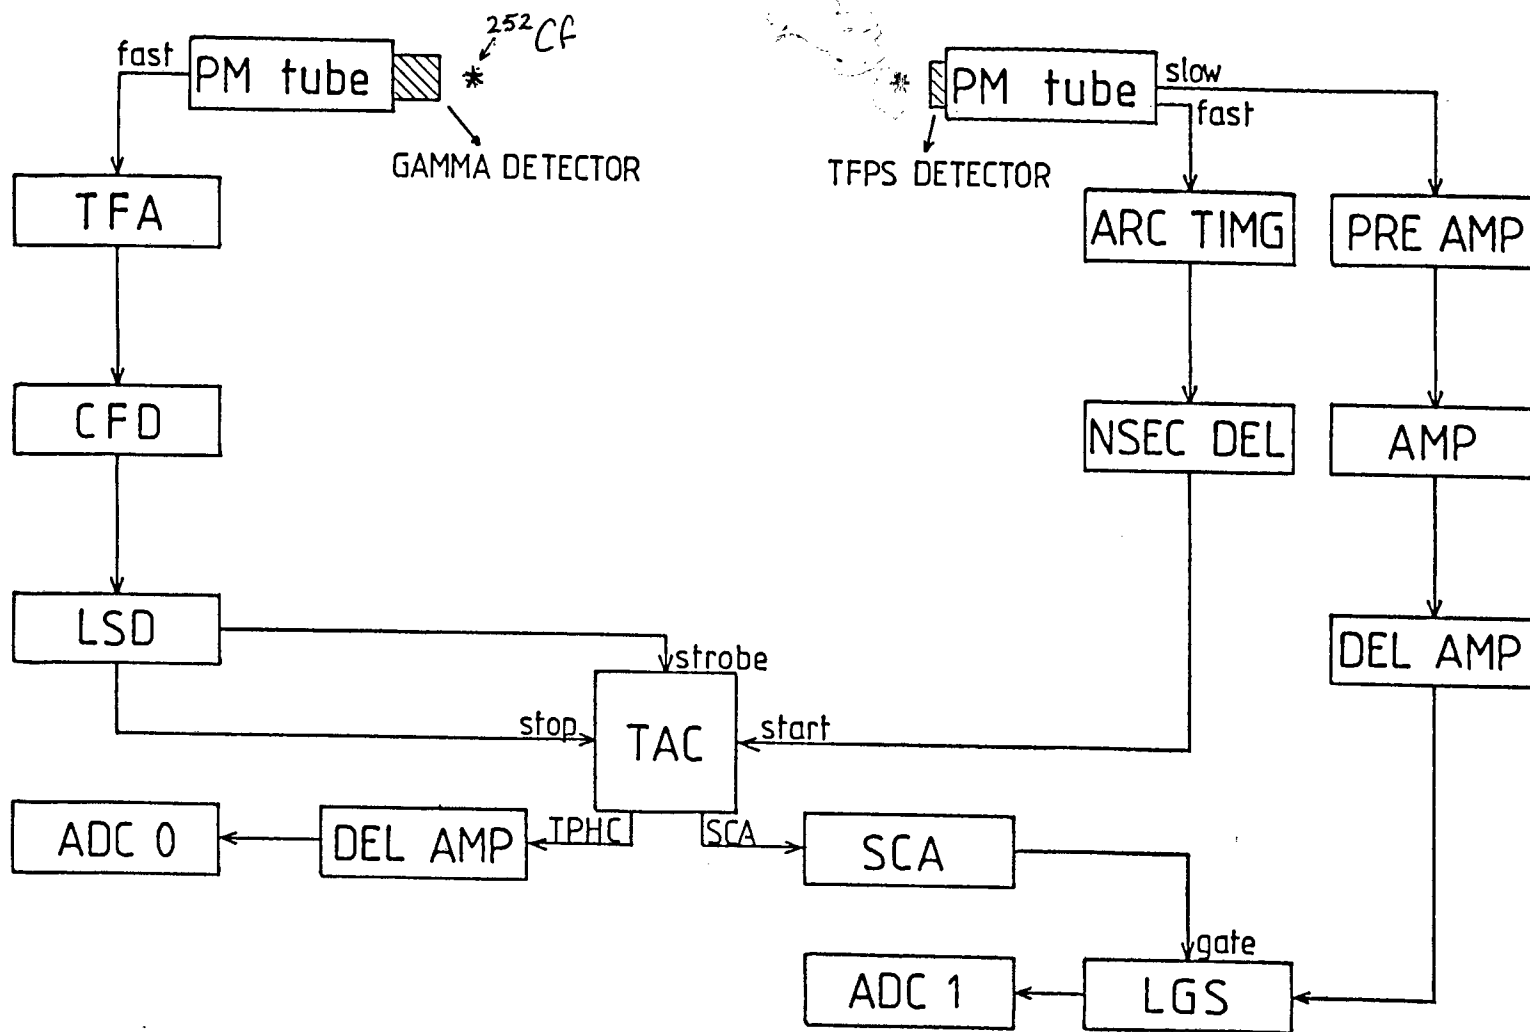 ²⁵²Cf
fast
PM tube
PM tube
slow
fast
GAMMA DETECTOR
TFPS DETECTOR
TFA
ARC TIMG
PRE AMP
CFD
NSEC DEL
AMP
LSD
strobe
DEL AMP
stop
TAC
start
ADC 0
DEL AMP
TPHC
SCA
SCA
gate
ADC 1
LGS